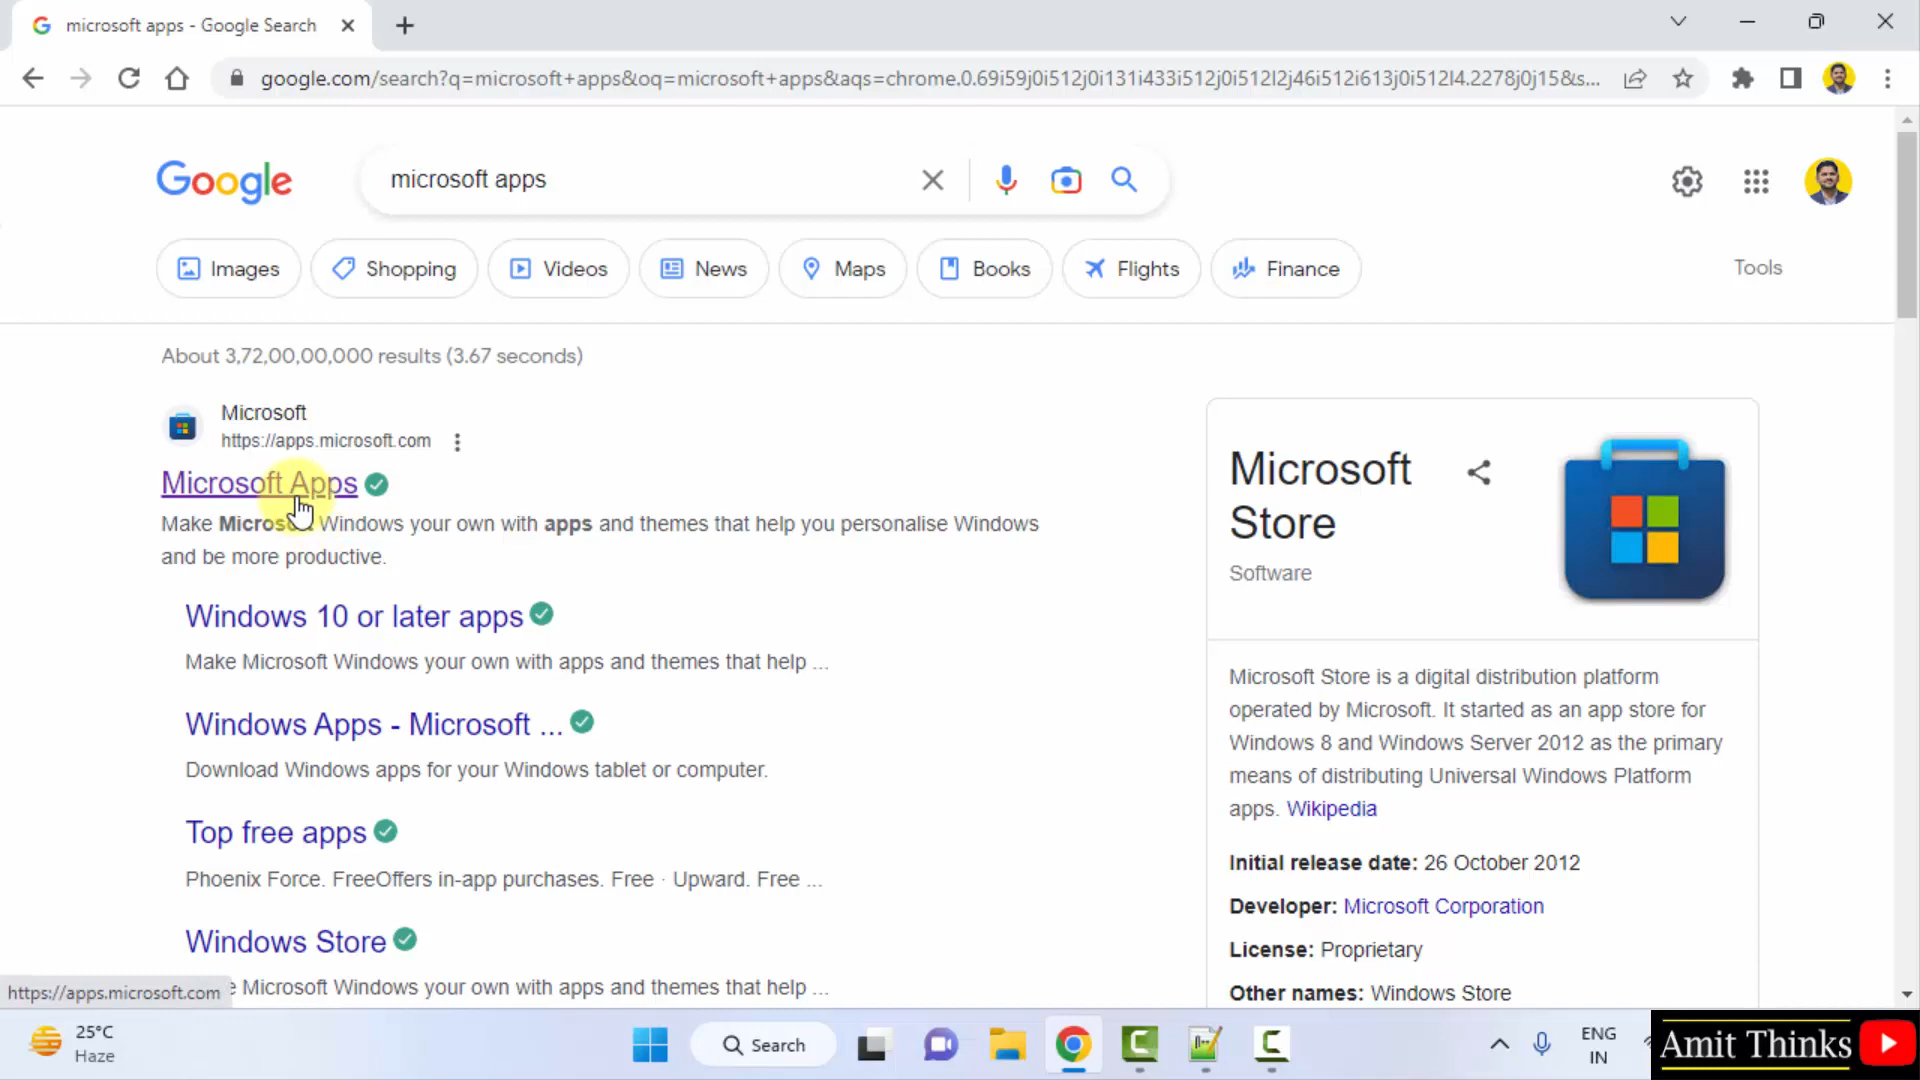 microsoft apps - Google Search
google.com/search?q=microsoft+apps&oq=microsoft+apps&aqs=chrome.0.69i59j0i512j0i131i433i512j0i512l2j46i512i613j0i512l4.2278j0j15&s...
Google
microsoft apps
Images
Shopping
Videos
News
Maps
Books
Flights
Finance
Tools
About 3,72,00,00,000 results (3.67 seconds)
Microsoft
https://apps.microsoft.com
Microsoft Apps
Make Windows your own with apps and themes that help you personalise Windows
and be more productive.
Windows 10 or later apps
Make Microsoft Windows your own with apps and themes that help ...
Windows Apps - Microsoft ...
Download Windows apps for your Windows tablet or computer.
Top free apps
Phoenix Force. FreeOffers in-app purchases. Free · Upward. Free ...
Windows Store
Microsoft Windows your own with apps and themes that help ...
https://apps.microsoft.com
Microsoft
Store
Software
Microsoft Store is a digital distribution platform
operated by Microsoft. It started as an app store for
Windows 8 and Windows Server 2012 as the primary
means of distributing Universal Windows Platform
apps. Wikipedia
Initial release date: 26 October 2012
Developer: Microsoft Corporation
License: Proprietary
Other names: Windows Store
25°C
Haze
Search
ENG
IN
Amit Thinks